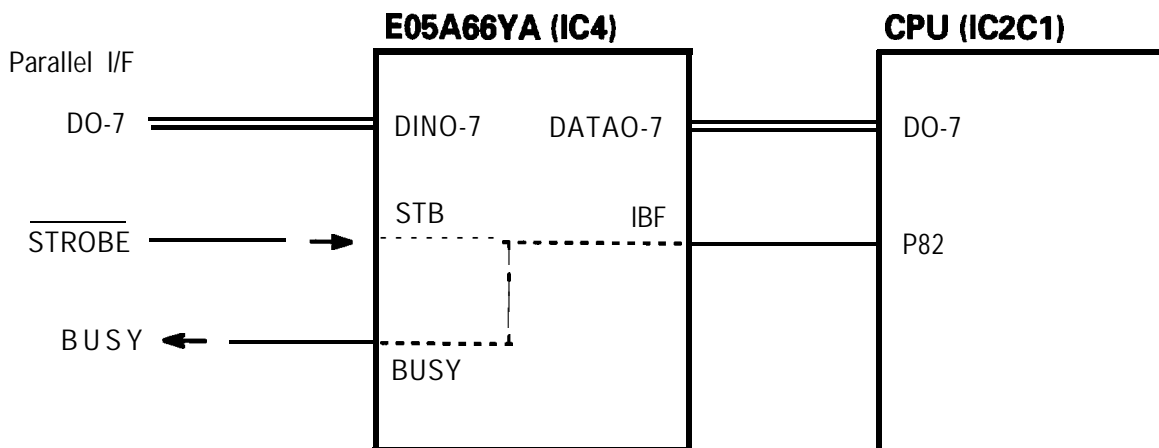 E05A66YA (IC4)
CPU (IC2C1)
Parallel I/F
DO-7
DINO-7
DATAO-7
DO-7
STROBE
STB
IBF
P82
BUSY
BUSY